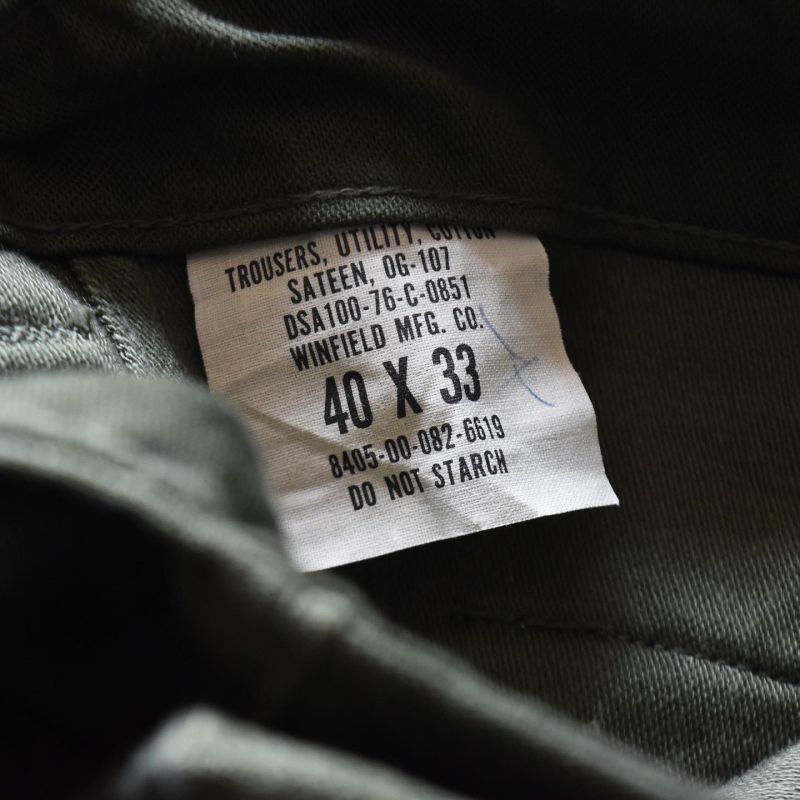 TROUSERS, UTILITY, COTTON
SATEEN, OG-107
DSA100-76-C-0851
WINFIELD MFG. CO.
40 X 33
8405-00-082-6619
DO NOT STARCH